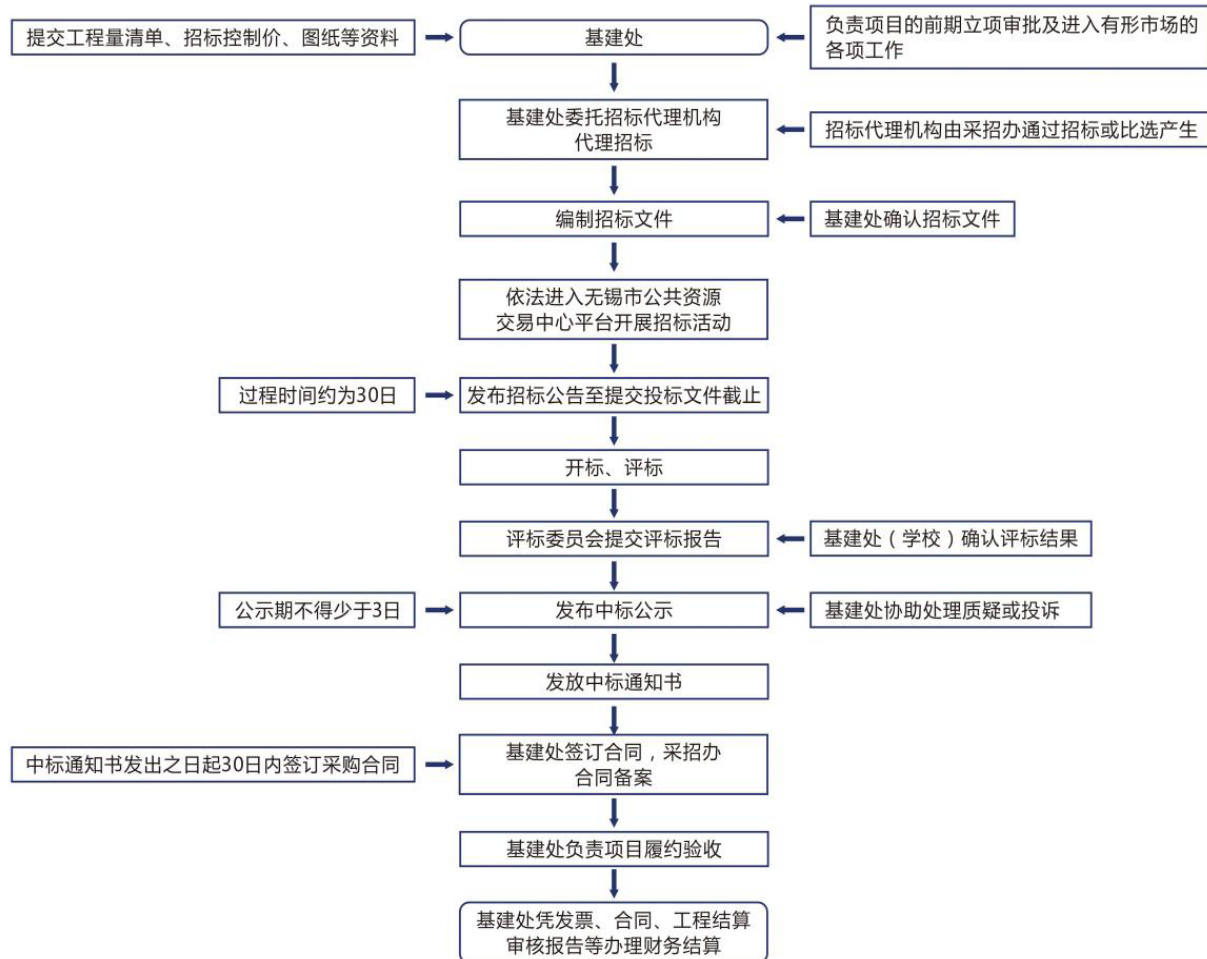 提交工程量清单、招标控制价、图纸等资料
基建处
负责项目的前期立项审批及进入有形市场的
各项工作
基建处委托招标代理机构
代理招标
招标代理机构由采招办通过招标或比选产生
编制招标文件
基建处确认招标文件
依法进入无锡市公共资源
交易中心平台开展招标活动
过程时间约为30日
发布招标公告至提交投标文件截止
开标、评标
评标委员会提交评标报告
基建处（学校）确认评标结果
公示期不得少于3日
发布中标公示
基建处协助处理质疑或投诉
发放中标通知书
中标通知书发出之日起30日内签订采购合同
基建处签订合同，采招办
合同备案
基建处负责项目履约验收
基建处凭发票、合同、工程结算
审核报告等办理财务结算